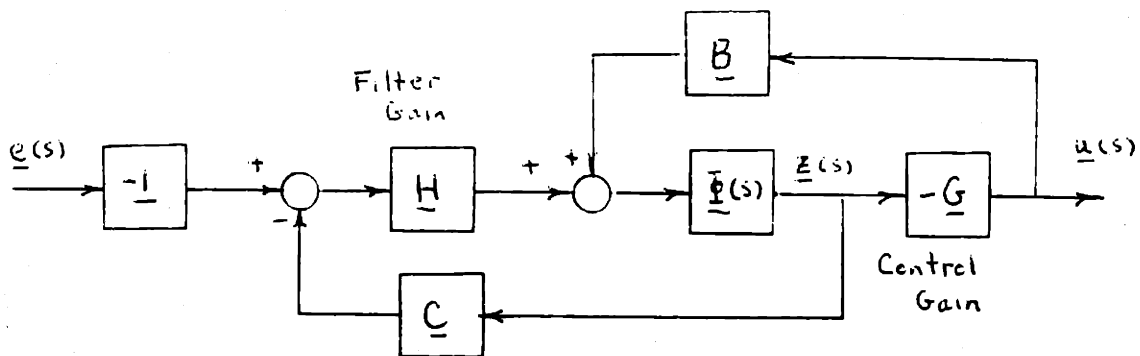 B
Filter
Gain
e(s)
-I
+
-
H
+
+
Φ(s)
z(s)
-G
u(s)
Control
Gain
C